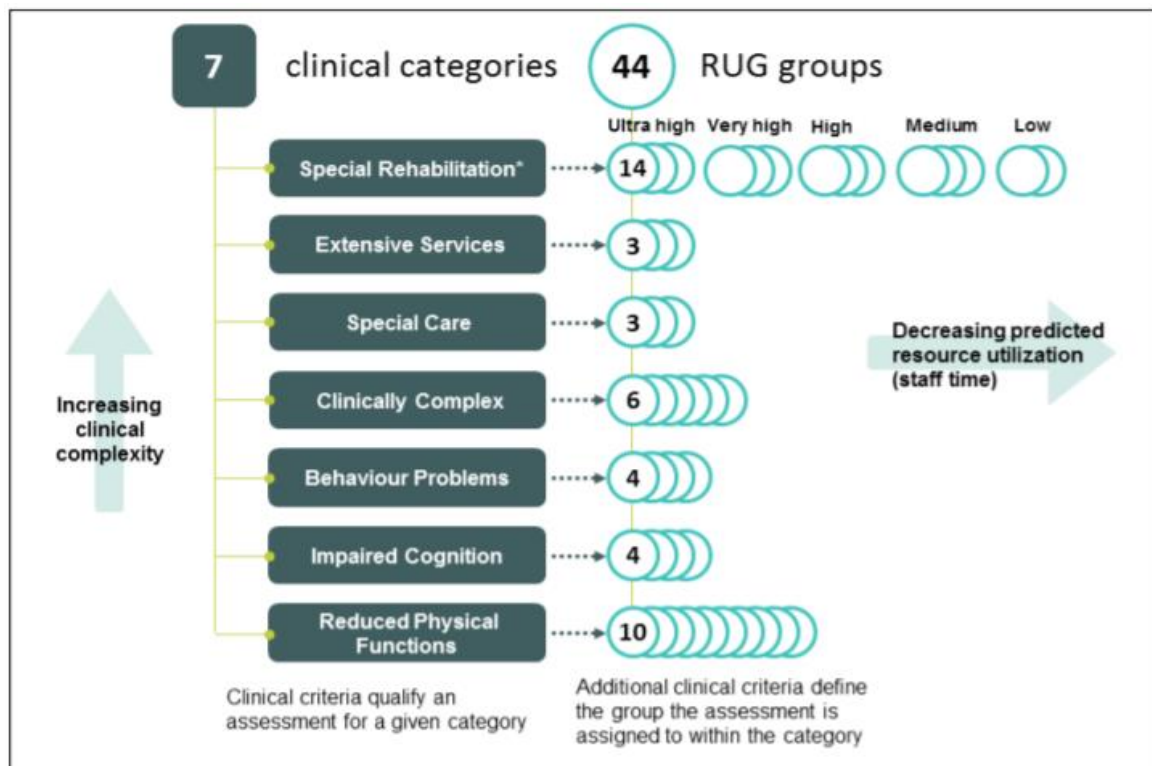 7 clinical categories 44 RUG groups
Ultra high Very high High Medium Low
Special Rehabilitation* 14
Extensive Services 3
Special Care 3
Clinically Complex 6
Behaviour Problems 4
Impaired Cognition 4
Reduced Physical
Functions 10
Increasing
clinical
complexity
Decreasing predicted
resource utilization
(staff time)
Clinical criteria qualify an
assessment for a given category
Additional clinical criteria define
the group the assessment is
assigned to within the category